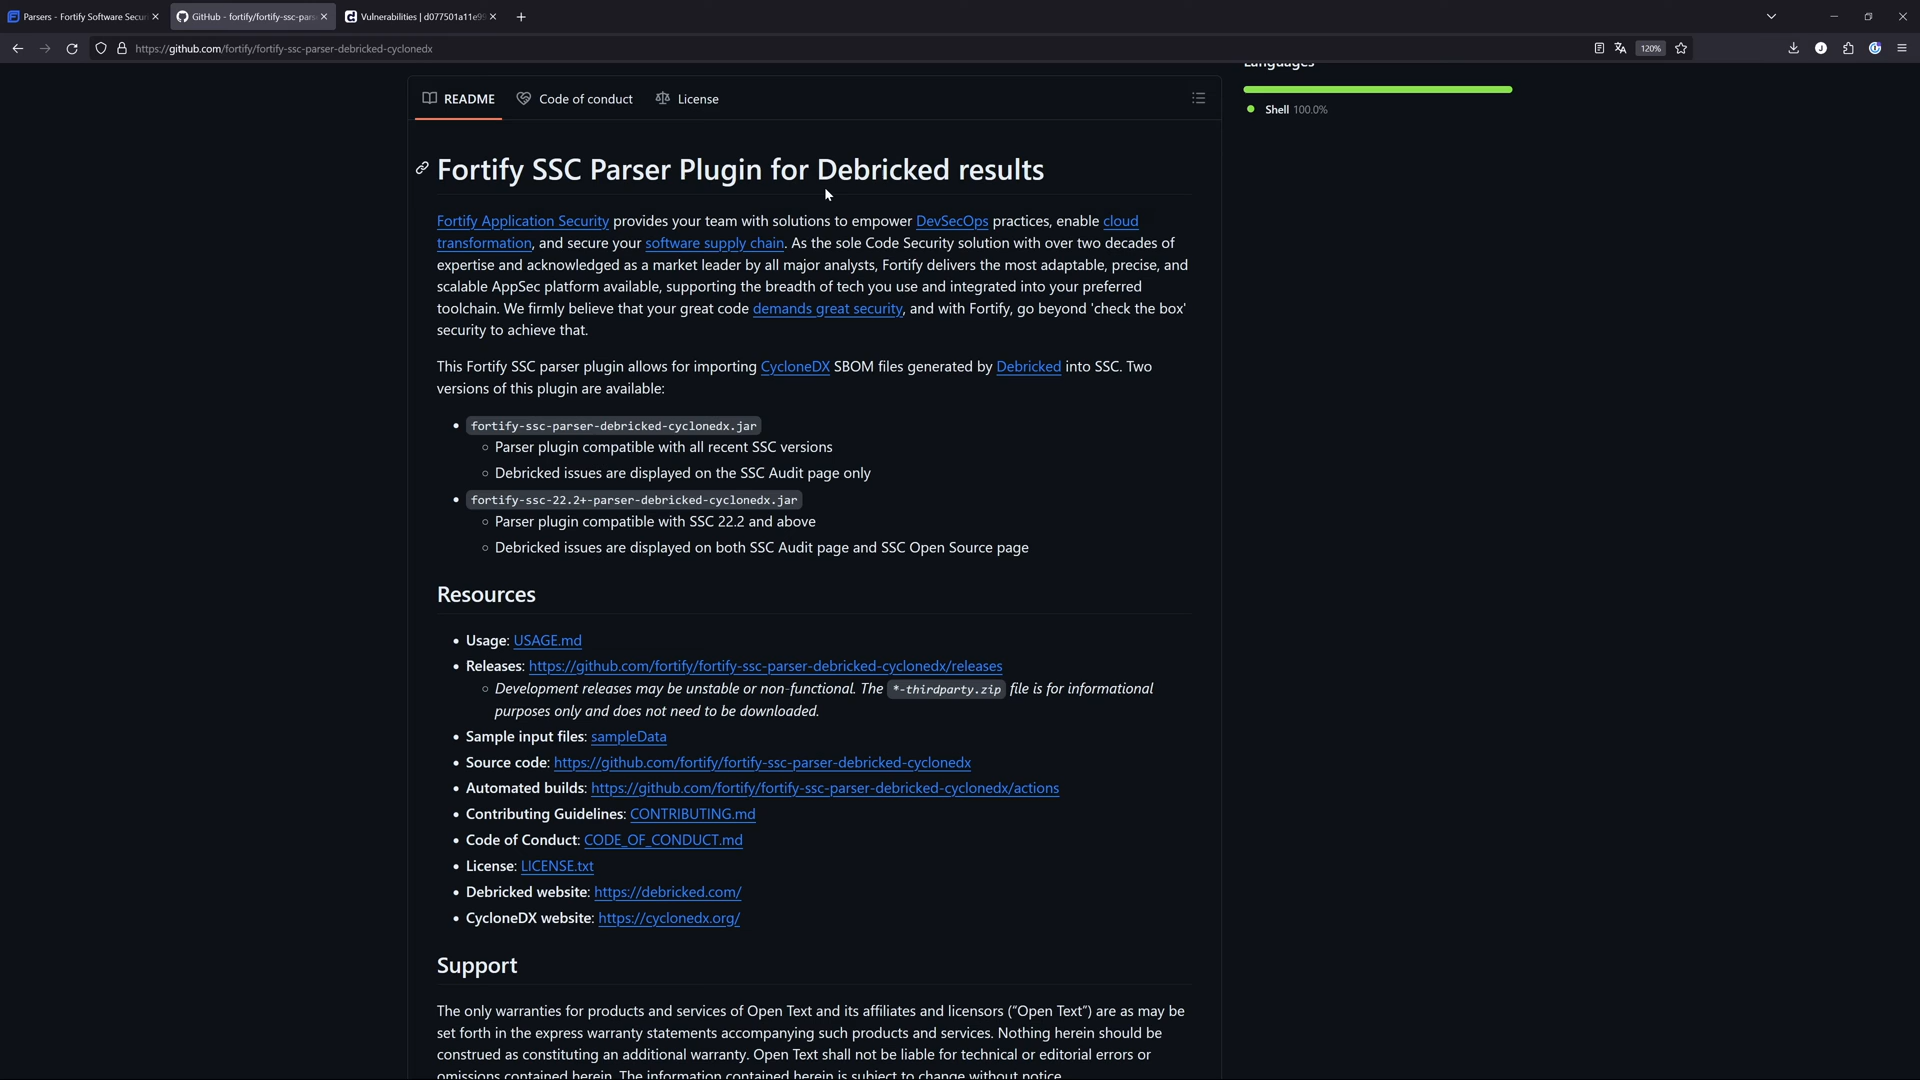 Parsers - Fortify Software Secur
GitHub - fortify/fortify-ssc-pars
Vulnerabilities | d077501a11e9
https://github.com/fortify/fortify-ssc-parser-debricked-cyclonedx
120%
Languages
README
Code of conduct
License
Shell 100.0%
Fortify SSC Parser Plugin for Debricked results
Fortify Application Security provides your team with solutions to empower DevSecOps practices, enable cloud
transformation, and secure your software supply chain. As the sole Code Security solution with over two decades of
expertise and acknowledged as a market leader by all major analysts, Fortify delivers the most adaptable, precise, and
scalable AppSec platform available, supporting the breadth of tech you use and integrated into your preferred
toolchain. We firmly believe that your great code demands great security, and with Fortify, go beyond 'check the box'
security to achieve that.
This Fortify SSC parser plugin allows for importing CycloneDX SBOM files generated by Debricked into SSC. Two
versions of this plugin are available:
fortify-ssc-parser-debricked-cyclonedx.jar
Parser plugin compatible with all recent SSC versions
Debricked issues are displayed on the SSC Audit page only
fortify-ssc-22.2+-parser-debricked-cyclonedx.jar
Parser plugin compatible with SSC 22.2 and above
Debricked issues are displayed on both SSC Audit page and SSC Open Source page
Resources
Usage: USAGE.md
Releases: https://github.com/fortify/fortify-ssc-parser-debricked-cyclonedx/releases
Development releases may be unstable or non-functional. The *-thirdparty.zip file is for informational
purposes only and does not need to be downloaded.
Sample input files: sampleData
Source code: https://github.com/fortify/fortify-ssc-parser-debricked-cyclonedx
Automated builds: https://github.com/fortify/fortify-ssc-parser-debricked-cyclonedx/actions
Contributing Guidelines: CONTRIBUTING.md
Code of Conduct: CODE_OF_CONDUCT.md
License: LICENSE.txt
Debricked website: https://debricked.com/
CycloneDX website: https://cyclonedx.org/
Support
The only warranties for products and services of Open Text and its affiliates and licensors (“Open Text”) are as may be
set forth in the express warranty statements accompanying such products and services. Nothing herein should be
construed as constituting an additional warranty. Open Text shall not be liable for technical or editorial errors or
omissions contained herein. The information contained herein is subject to change without notice.